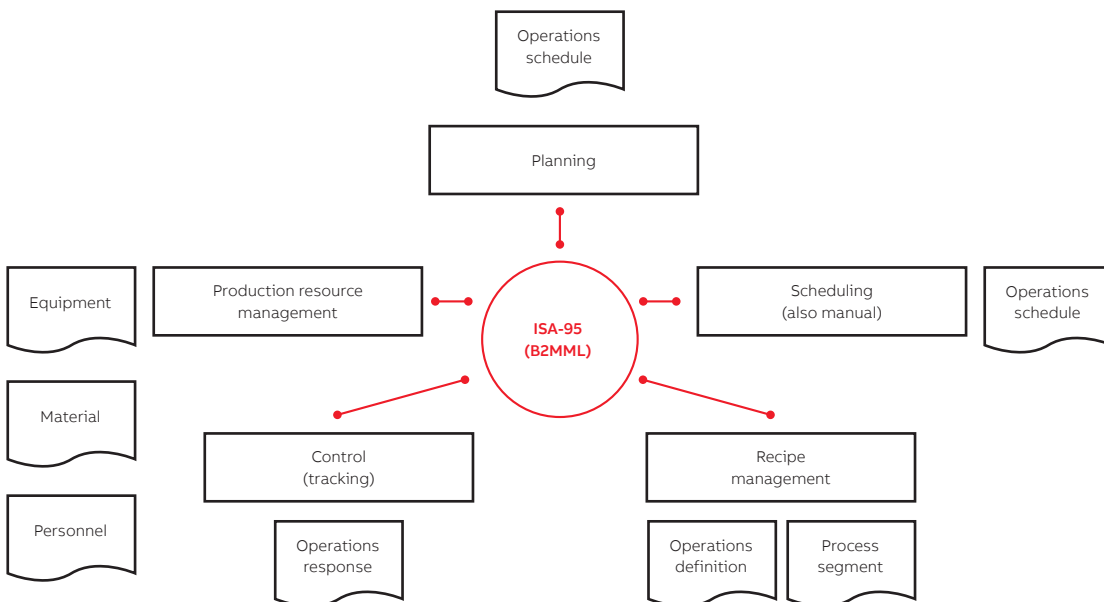 Operations
schedule
Planning
Equipment
Production resource
management
ISA-95
(B2MML)
Scheduling
(also manual)
Operations
schedule
Material
Control
(tracking)
Recipe
management
Personnel
Operations
response
Operations
definition
Process
segment